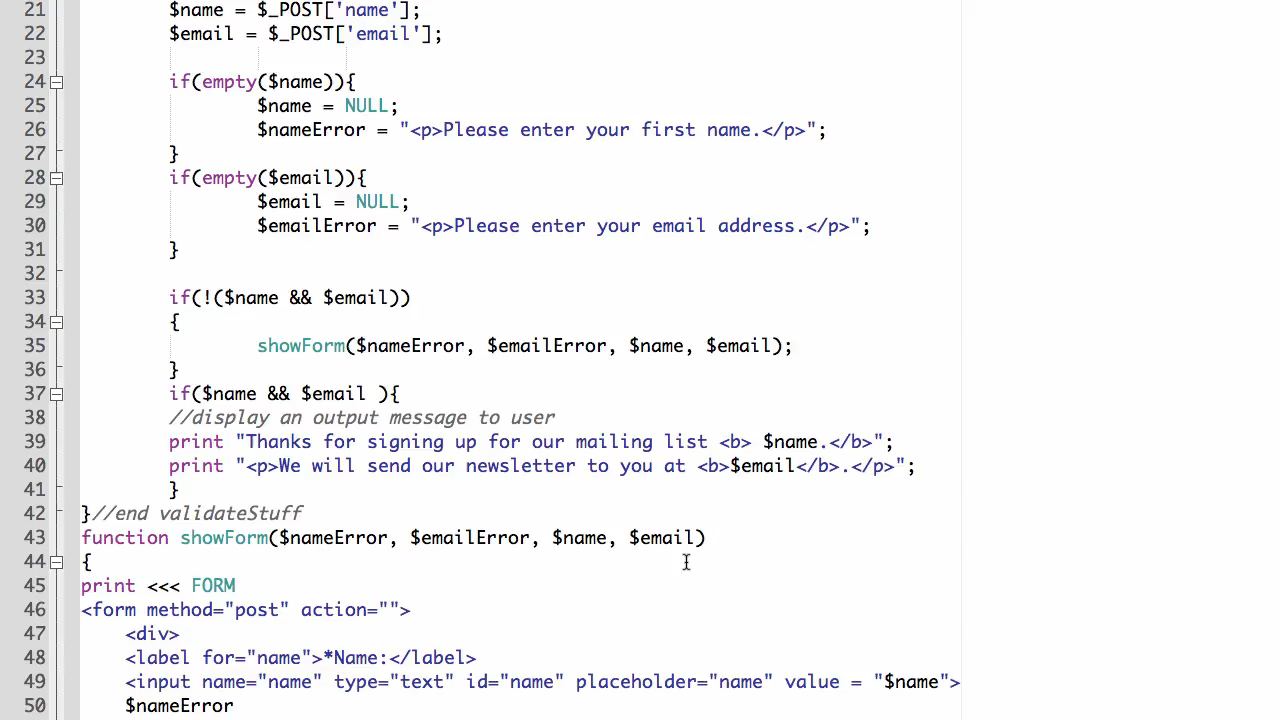 21 $name = $_POST['name'];
22 $email = $_POST['email'];
23
24 if(empty($name)){
25 $name = NULL;
26 $nameError = "<p>Please enter your first name.</p>";
27 }
28 if(empty($email)){
29 $email = NULL;
30 $emailError = "<p>Please enter your email address.</p>";
31 }
32
33 if(!($name && $email))
34 {
35 showForm($nameError, $emailError, $name, $email);
36 }
37 if($name && $email ){
38 //display an output message to user
39 print "Thanks for signing up for our mailing list <b> $name.</b>";
40 print "<p>We will send our newsletter to you at <b>$email</b>.</p>";
41 }
42 }//end validateStuff
43 function showForm($nameError, $emailError, $name, $email)
44 {
45 print <<< FORM
46 <form method="post" action="">
47 <div>
48 <label for="name">*Name:</label>
49 <input name="name" type="text" id="name" placeholder="name" value = "$name">
50 $nameError